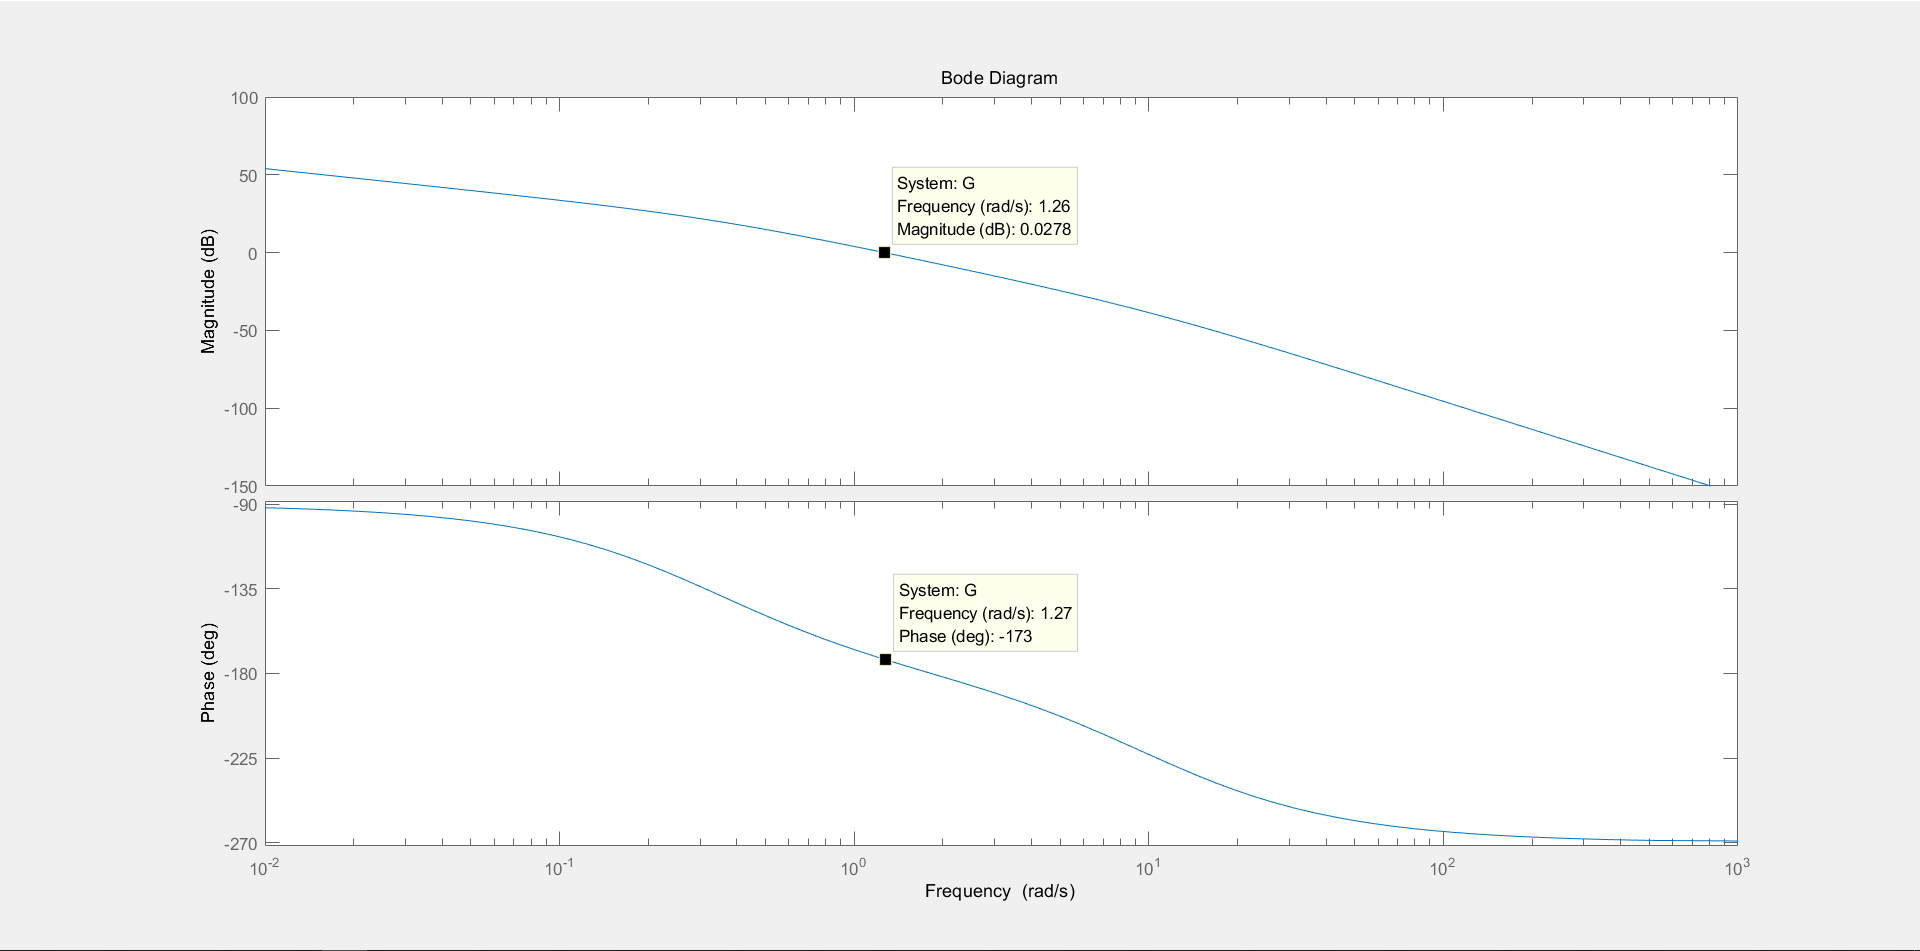 Bode Diagram
100
50
0
-50
-100
-150
Magnitude (dB)
System: G
Frequency (rad/s): 1.26
Magnitude (dB): 0.0278
-90
-135
-180
-225
-270
Phase (deg)
System: G
Frequency (rad/s): 1.27
Phase (deg): -173
10^-2 10^-1 10^0 10^1 10^2 10^3
Frequency (rad/s)